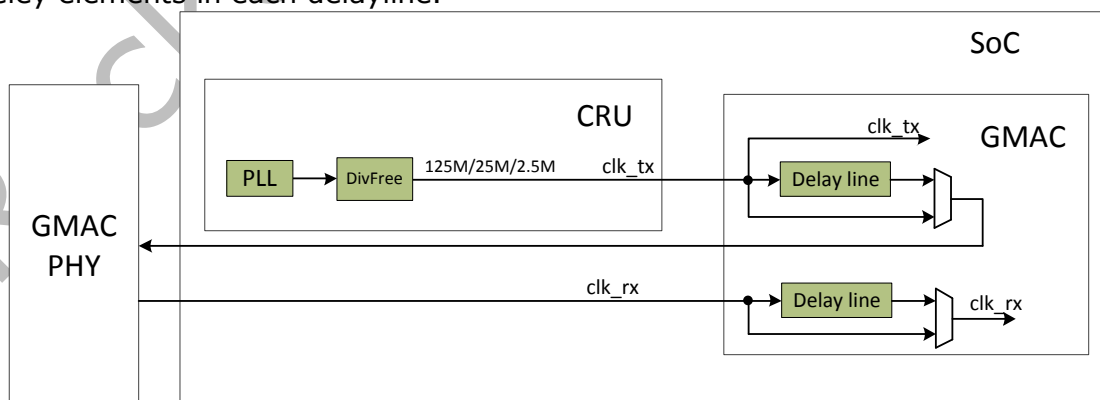 elements in each delayline.
SoC
CRU
clk_tx
GMAC
125M/25M/2.5M
clk_tx
PLL
DivFree
Delay line
GMAC
PHY
clk_rx
Delay line
clk_rx